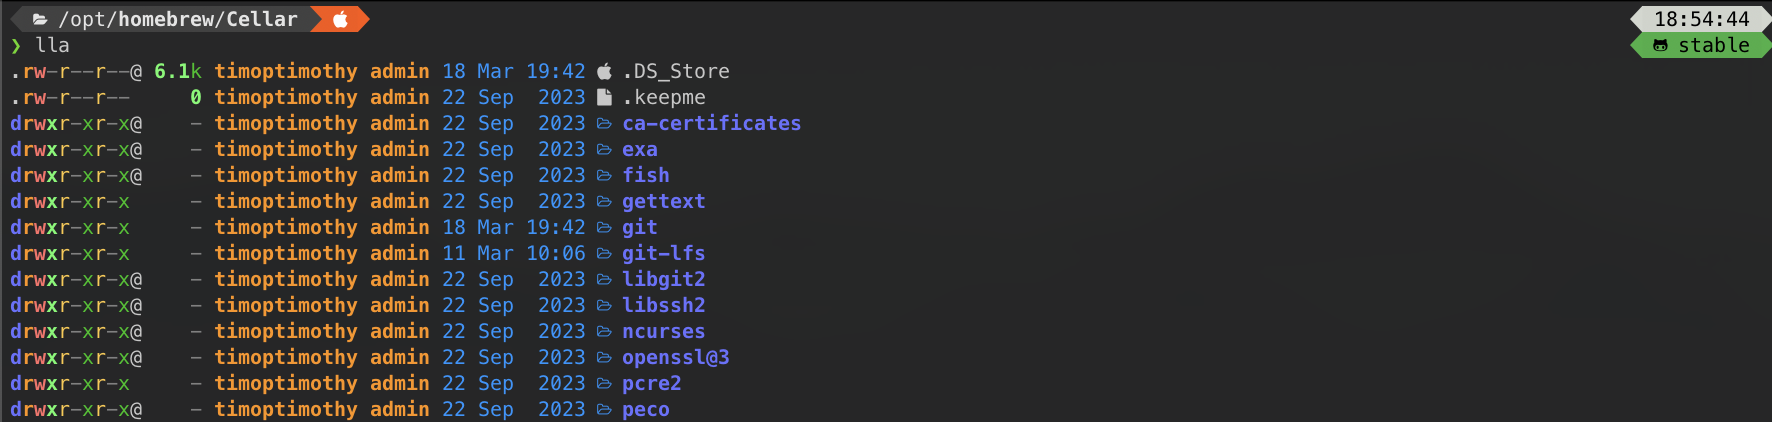 /opt/homebrew/Cellar 18:54:44
❯ lla stable
.rw-r--r--@ 6.1k timoptimothy admin 18 Mar 19:42 .DS_Store
.rw-r--r-- 0 timoptimothy admin 22 Sep 2023 .keepme
drwxr-xr-x@ - timoptimothy admin 22 Sep 2023 ca-certificates
drwxr-xr-x@ - timoptimothy admin 22 Sep 2023 exa
drwxr-xr-x@ - timoptimothy admin 22 Sep 2023 fish
drwxr-xr-x - timoptimothy admin 22 Sep 2023 gettext
drwxr-xr-x - timoptimothy admin 18 Mar 19:42 git
drwxr-xr-x - timoptimothy admin 11 Mar 10:06 git-lfs
drwxr-xr-x@ - timoptimothy admin 22 Sep 2023 libgit2
drwxr-xr-x@ - timoptimothy admin 22 Sep 2023 libssh2
drwxr-xr-x@ - timoptimothy admin 22 Sep 2023 ncurses
drwxr-xr-x@ - timoptimothy admin 22 Sep 2023 openssl@3
drwxr-xr-x - timoptimothy admin 22 Sep 2023 pcre2
drwxr-xr-x@ - timoptimothy admin 22 Sep 2023 peco